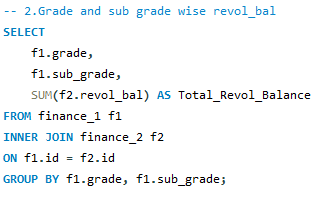 -- 2.Grade and sub grade wise revol_bal
SELECT
    f1.grade,
    f1.sub_grade,
    SUM(f2.revol_bal) AS Total_Revol_Balance
FROM finance_1 f1
INNER JOIN finance_2 f2
ON f1.id = f2.id
GROUP BY f1.grade, f1.sub_grade;